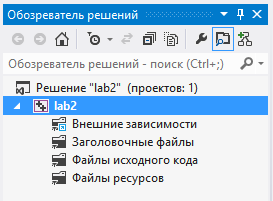 Обозреватель решений
Обозреватель решений - поиск (Ctrl+;)
Решение "lab2" (проектов: 1)
lab2
Внешние зависимости
Заголовочные файлы
Файлы исходного кода
Файлы ресурсов